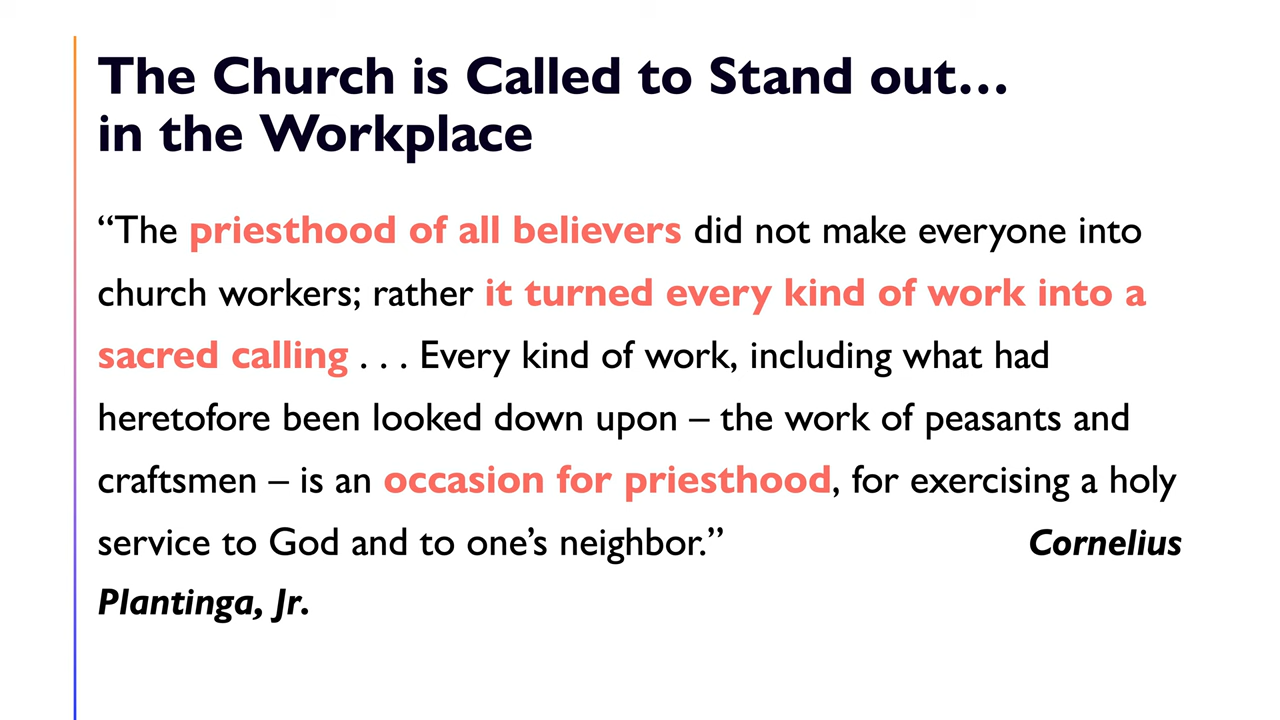 The Church is Called to Stand out…
in the Workplace
“The priesthood of all believers did not make everyone into
church workers; rather it turned every kind of work into a
sacred calling . . . Every kind of work, including what had
heretofore been looked down upon – the work of peasants and
craftsmen – is an occasion for priesthood, for exercising a holy
service to God and to one’s neighbor.” Cornelius
Plantinga, Jr.